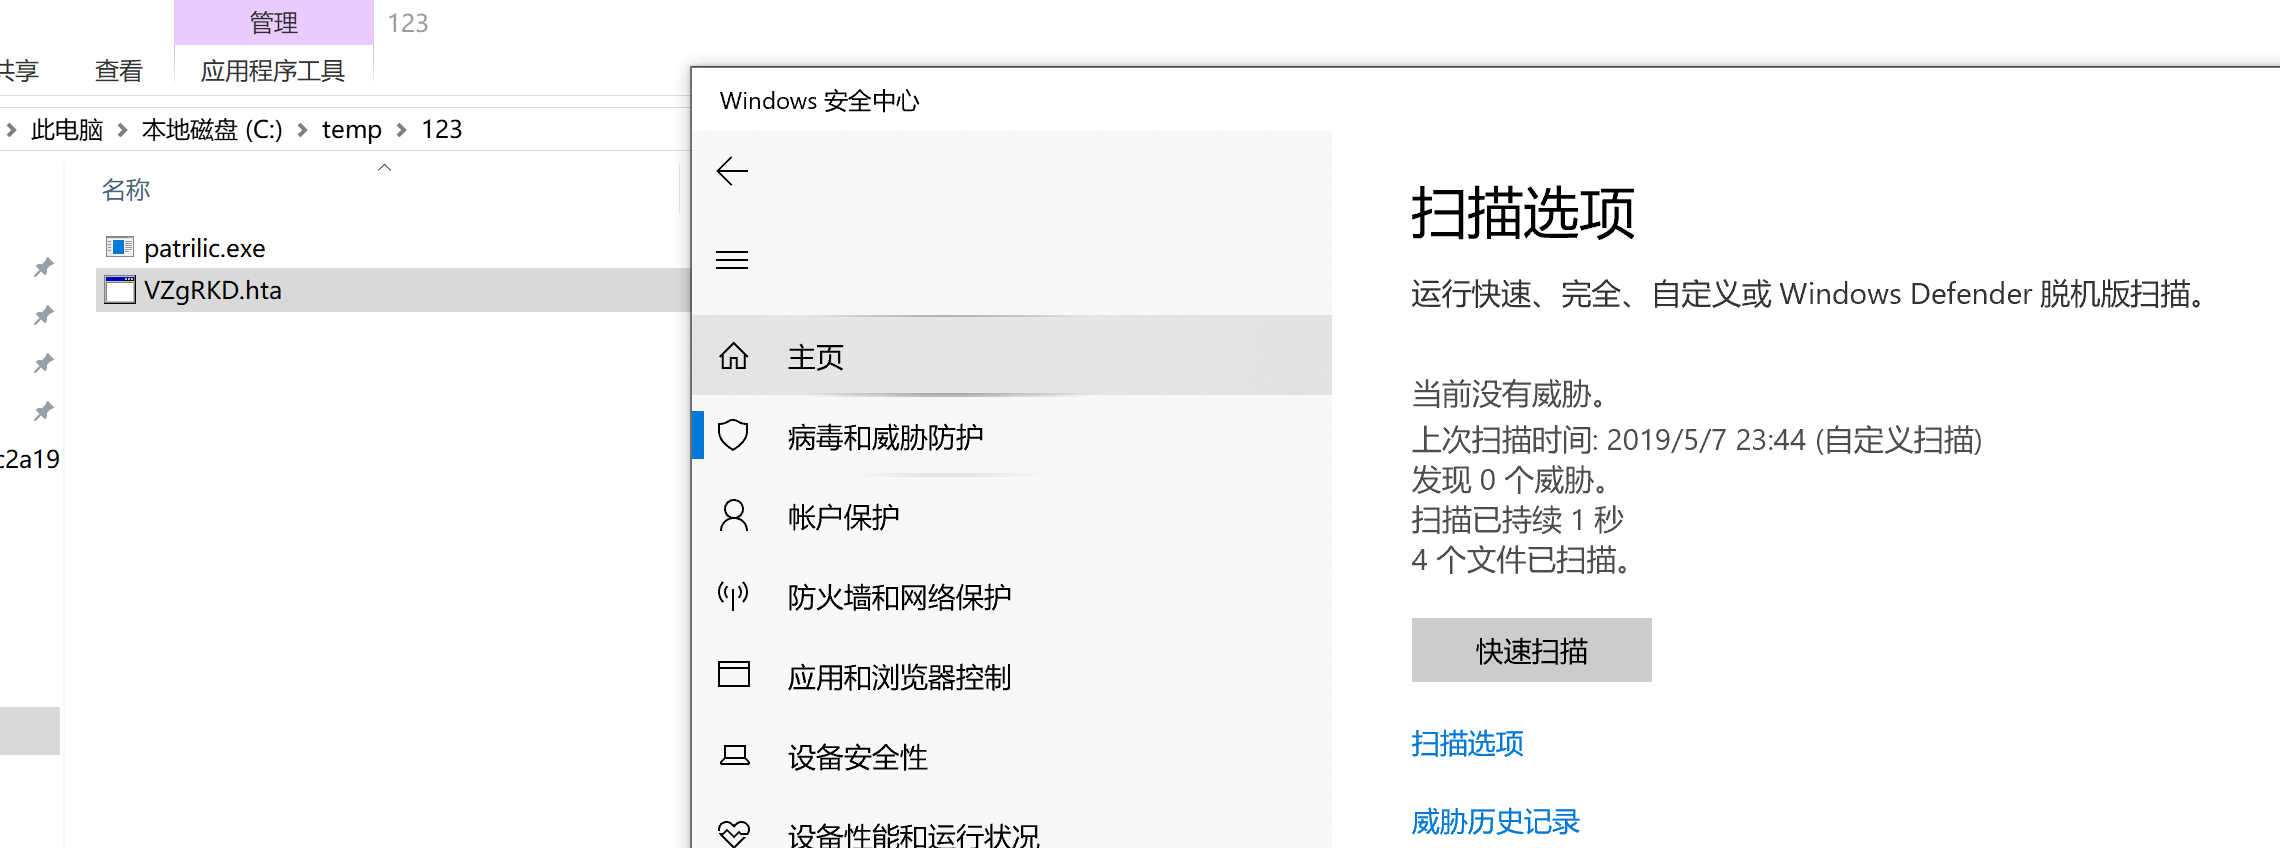 管理
123
共享
查看
应用程序工具
此电脑
本地磁盘 (C:)
temp
123
名称
patrilic.exe
VZgRKD.hta
c2a19
Windows 安全中心
主页
病毒和威胁防护
帐户保护
防火墙和网络保护
应用和浏览器控制
设备安全性
设备性能和运行状况
扫描选项
运行快速、完全、自定义或 Windows Defender 脱机版扫描。
当前没有威胁。
上次扫描时间: 2019/5/7 23:44 (自定义扫描)
发现 0 个威胁。
扫描已持续 1 秒
4 个文件已扫描。
快速扫描
扫描选项
威胁历史记录